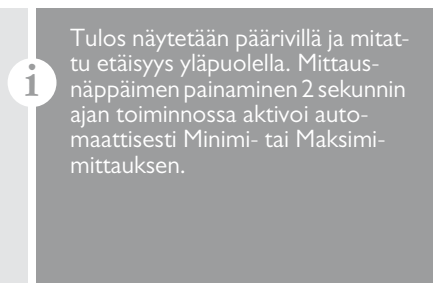 Tulos näytetään päärivillä ja mitat-
tu etäisyys yläpuolella. Mittaus-
näppäimen painaminen 2 sekunnin
ajan toiminnossa aktivoi auto-
maattisesti Minimi- tai Maksimi-
mittauksen.
i